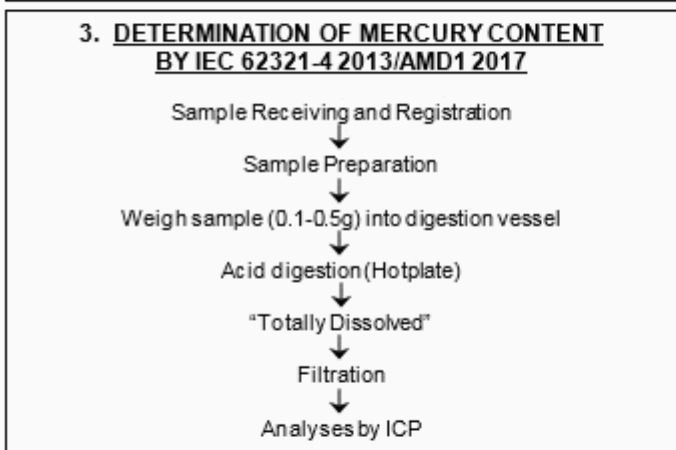 3. DETERMINATION OF MERCURY CONTENT
BY IEC 62321-4 2013/AMD1 2017
Sample Receiving and Registration
↓
Sample Preparation
↓
Weigh sample (0.1-0.5g) into digestion vessel
↓
Acid digestion (Hotplate)
↓
“Totally Dissolved”
↓
Filtration
↓
Analyses by ICP